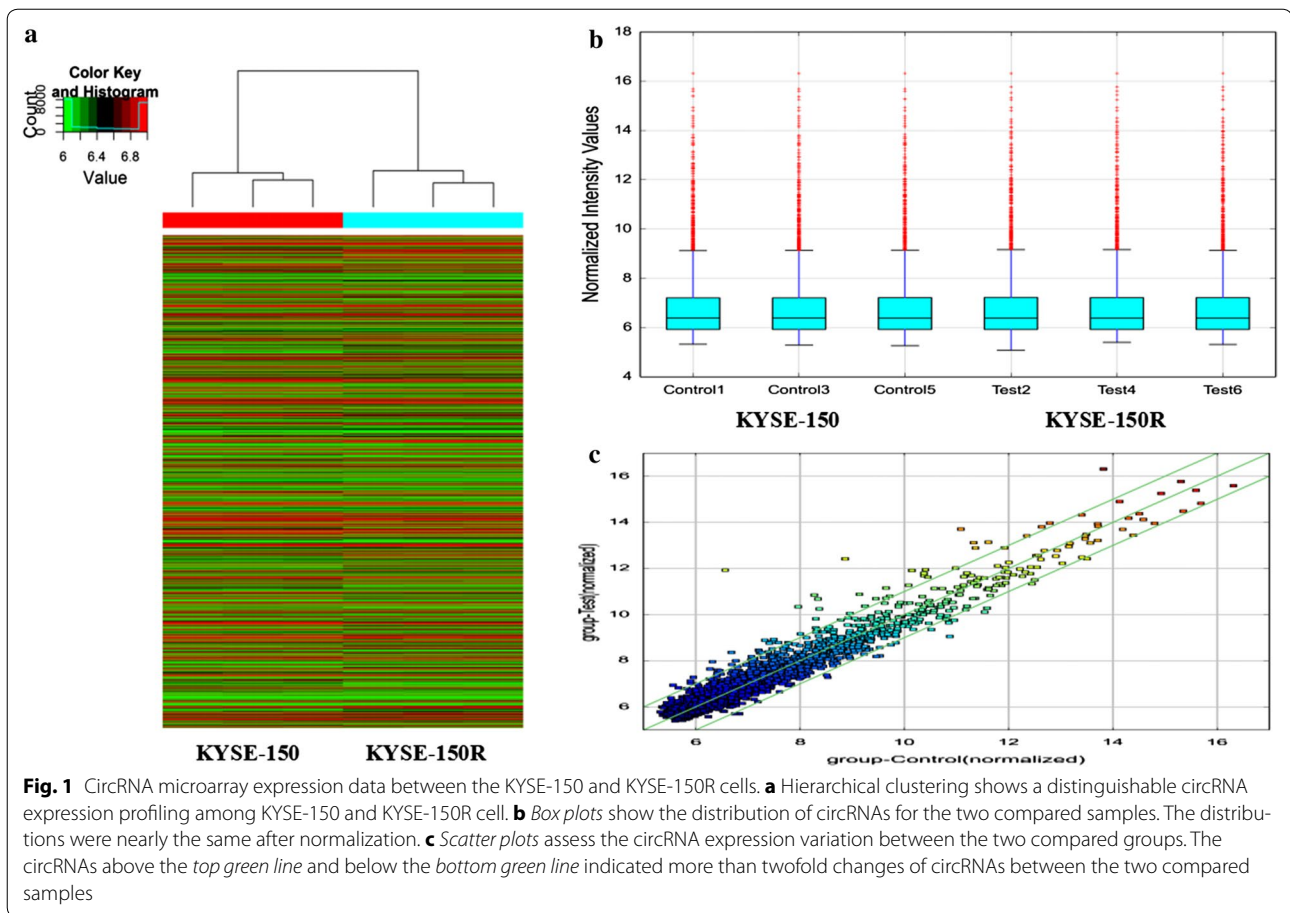 a
Color Key
and Histogram
Count
0 8000
6 6.4 6.8
Value
KYSE-150 KYSE-150R
b
Normalized Intensity Values
18
16
14
12
10
8
6
4
Control1 Control3 Control5 Test2 Test4 Test6
KYSE-150 KYSE-150R
c
group-Test(normalized)
16
14
12
10
8
6
6 8 10 12 14 16
group-Control(normalized)
Fig. 1 CircRNA microarray expression data between the KYSE-150 and KYSE-150R cells. a Hierarchical clustering shows a distinguishable circRNA
expression profiling among KYSE-150 and KYSE-150R cell. b Box plots show the distribution of circRNAs for the two compared samples. The distribu-
tions were nearly the same after normalization. c Scatter plots assess the circRNA expression variation between the two compared groups. The
circRNAs above the top green line and below the bottom green line indicated more than twofold changes of circRNAs between the two compared
samples